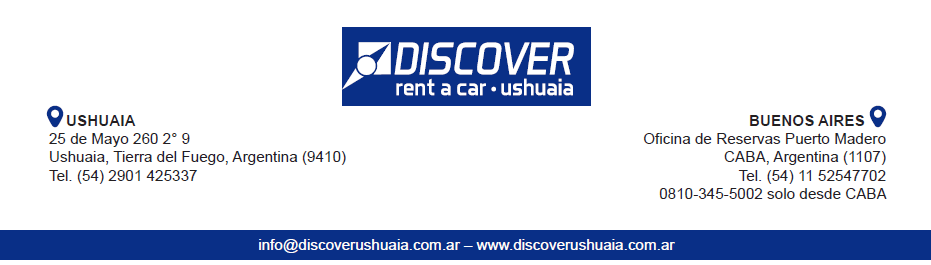 DISCOVER
rent a car · ushuaia
USHUAIA
25 de Mayo 260 2° 9
Ushuaia, Tierra del Fuego, Argentina (9410)
Tel. (54) 2901 425337
BUENOS AIRES
Oficina de Reservas Puerto Madero
CABA, Argentina (1107)
Tel. (54) 11 52547702
0810-345-5002 solo desde CABA
info@discoverushuaia.com.ar – www.discoverushuaia.com.ar